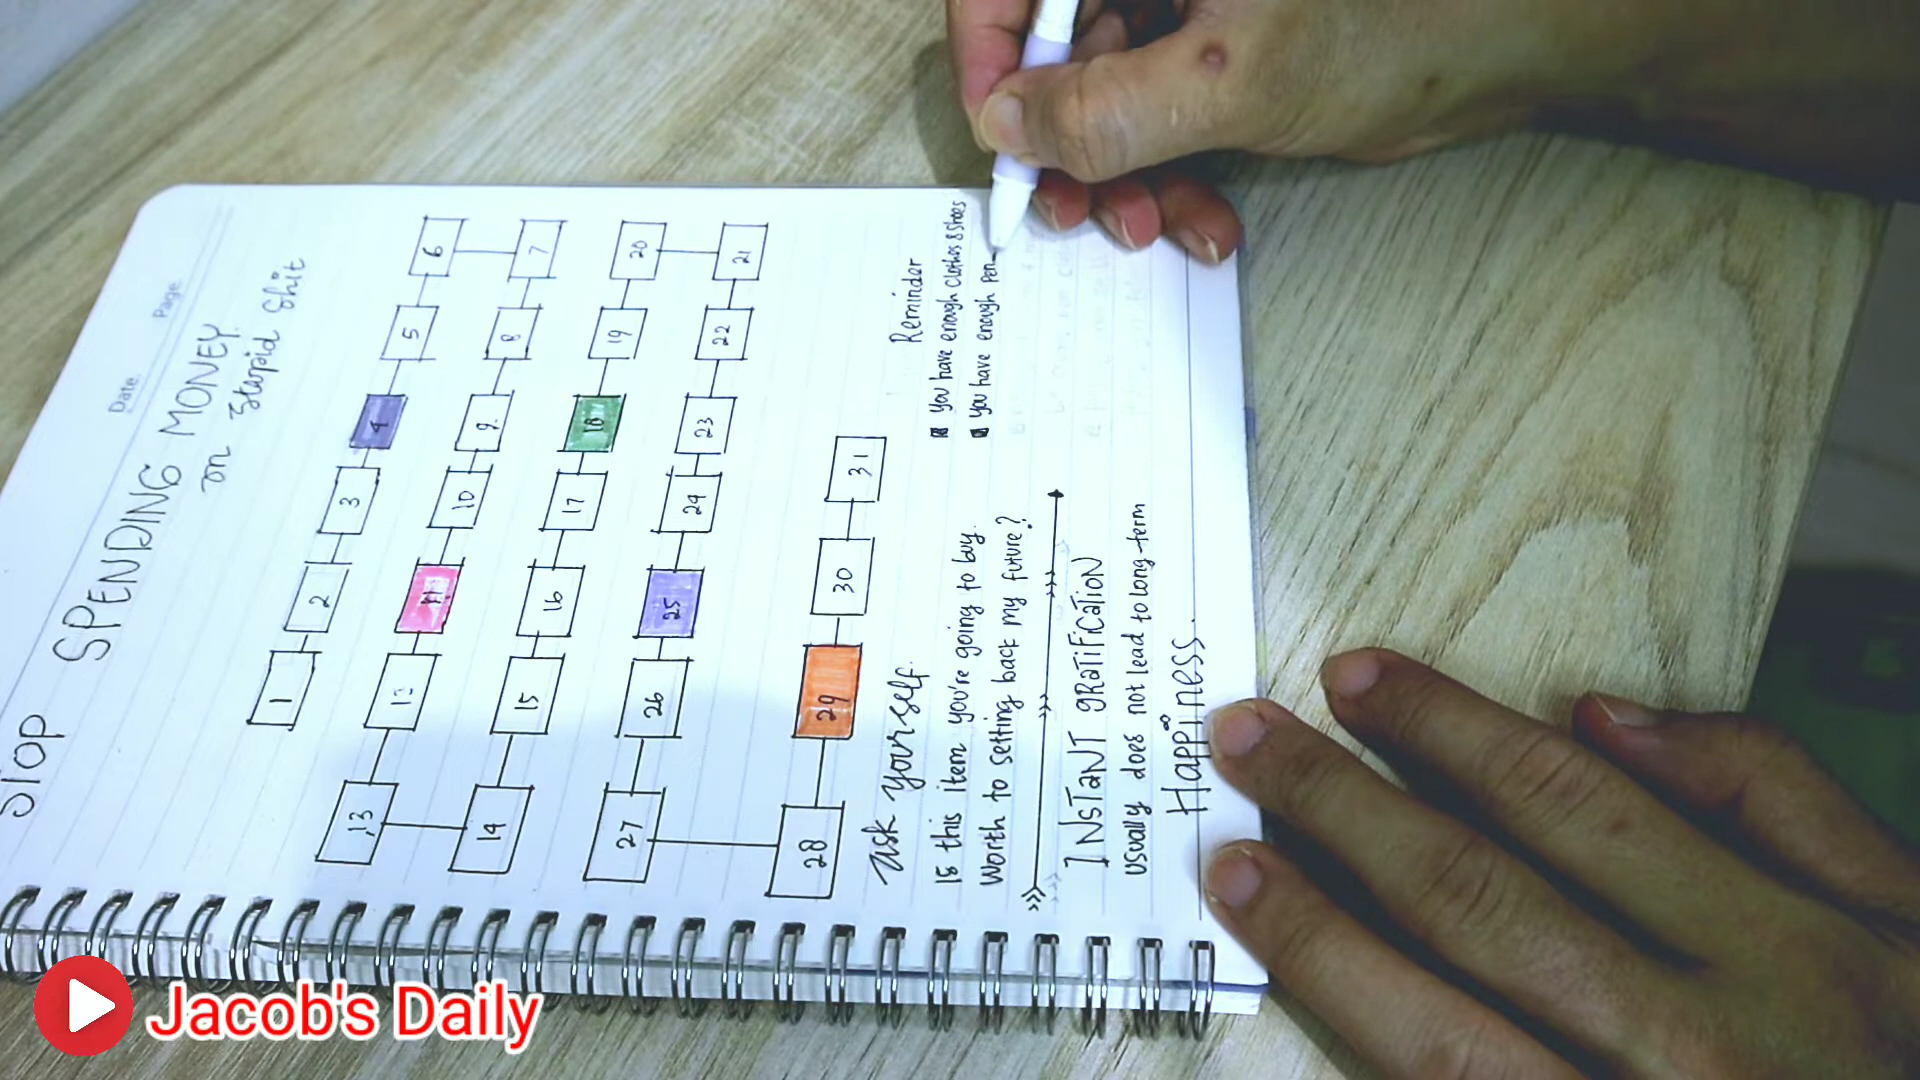 Date.
Page.
Stop SPENDING MONEY
on Stupid Shit
1 2 3 4 5 6
13 12 11 10 9 8 7
14 15 16 17 18 19 20
27 26 25 24 23 22 21
28 29 30 31
ask yourself.
Is this item you're going to buy
Worth to setting back my future?
INSTANT GRATIFICATION
usually does not lead to long-term
Happiness.
Reminder
You have enough clothes & shoes
You have enough pen
Jacob's Daily